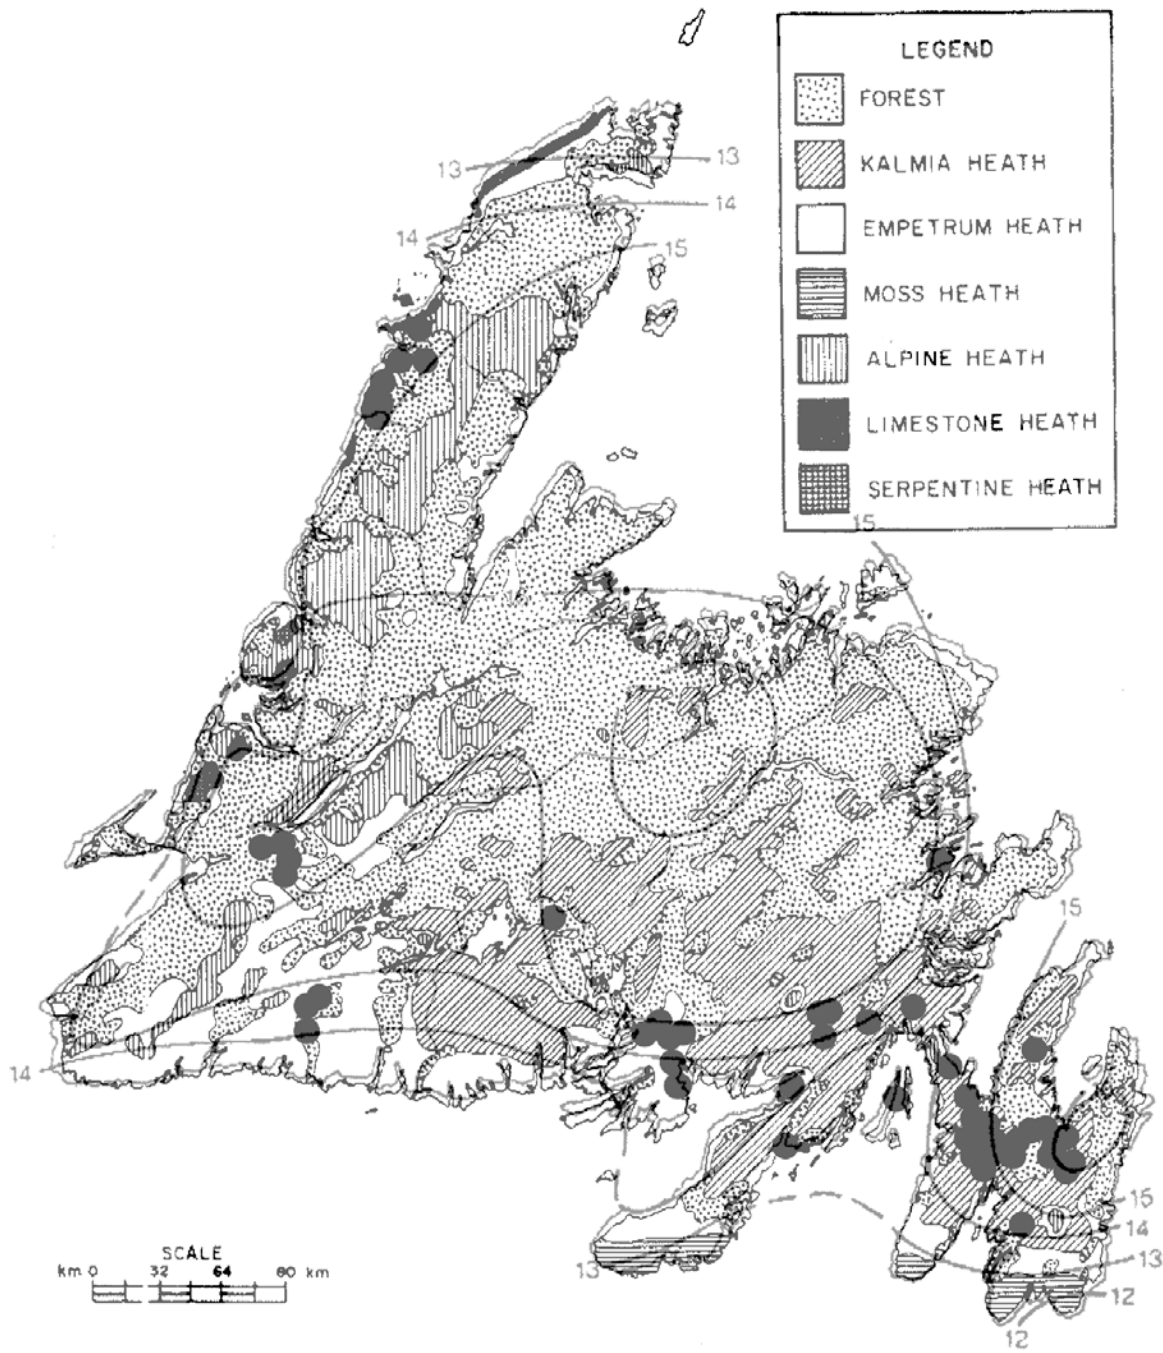 LEGEND
FOREST
KALMIA HEATH
EMPETRUM HEATH
MOSS HEATH
ALPINE HEATH
LIMESTONE HEATH
SERPENTINE HEATH
13
13
14
14
15
15
15
14
15
14
13
13
12
12
SCALE
km 0 32 64 80 km